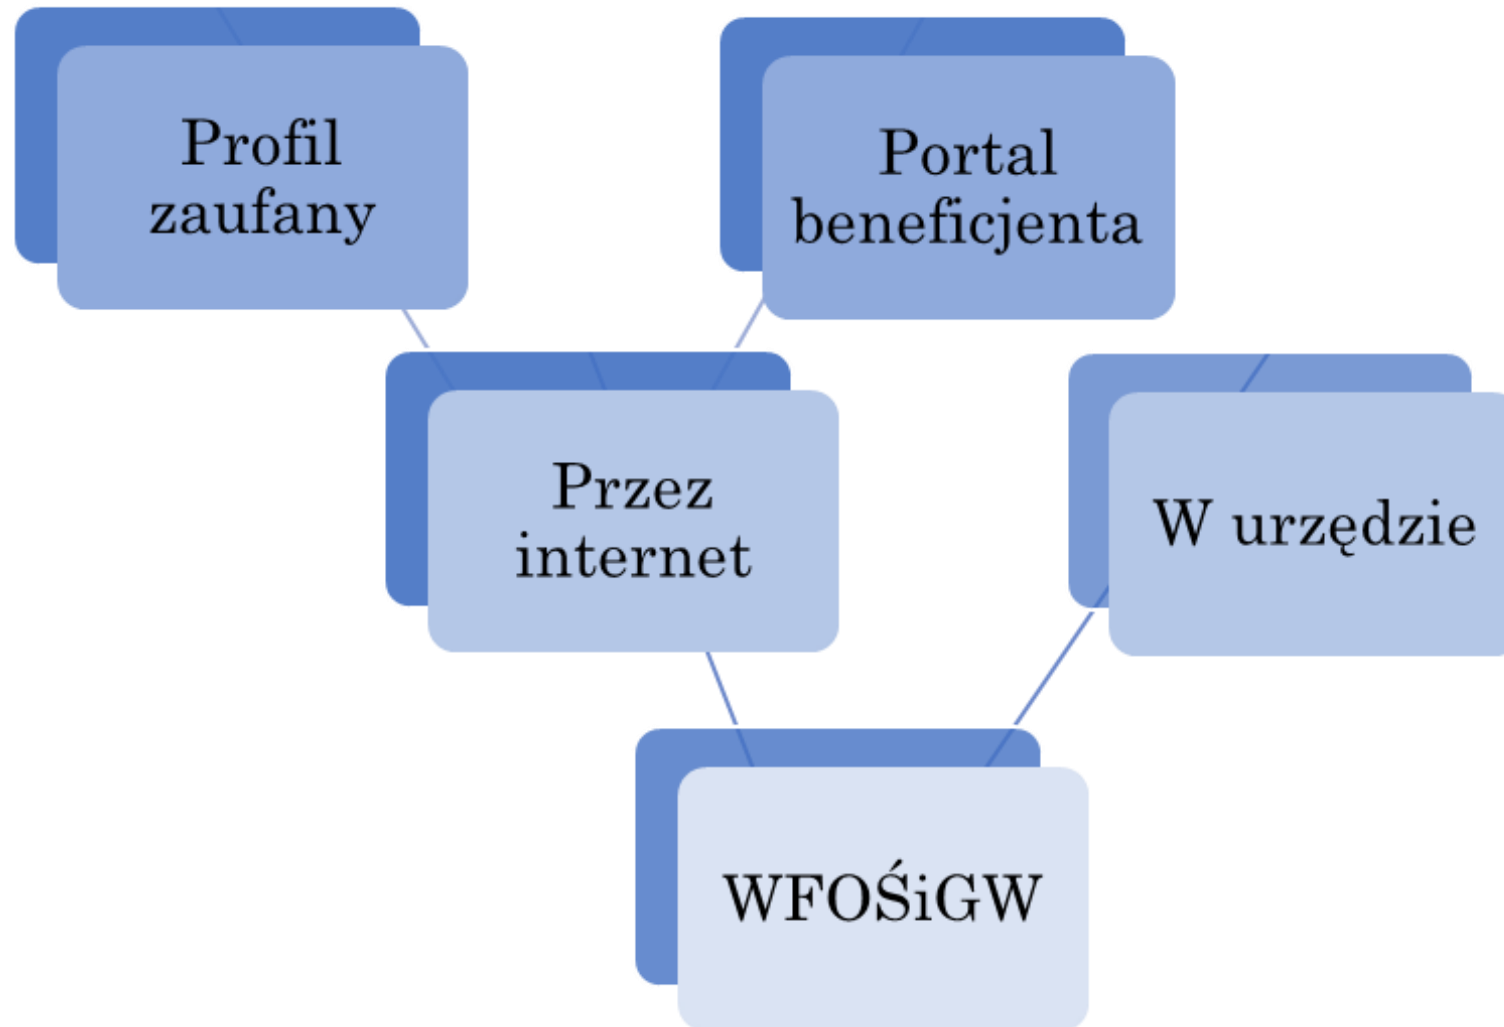 Profil
zaufany
Portal
beneficjenta
Przez
internet
W urzędzie
WFOŚiGW